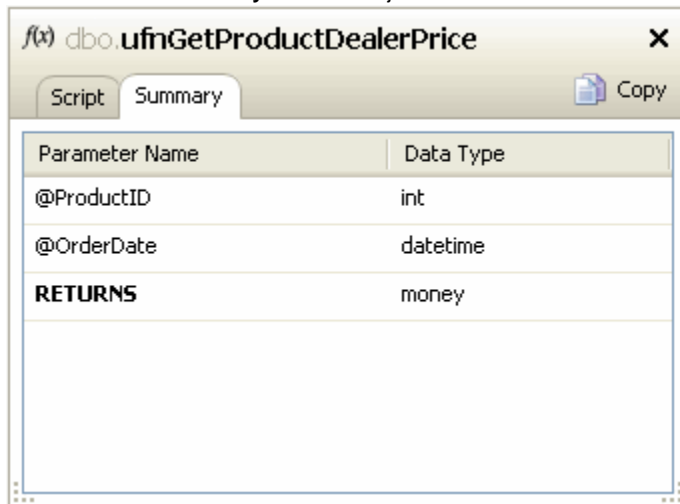 f(x) dbo.ufnGetProductDealerPrice
Script Summary Copy
Parameter Name Data Type
@ProductID int
@OrderDate datetime
RETURNS money